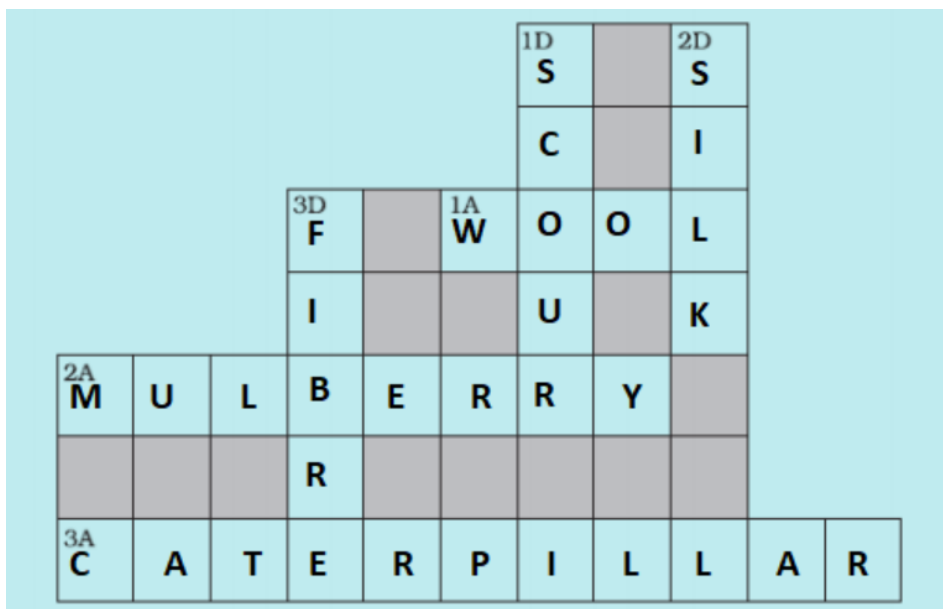 1D 2D
S S
C I
3D 1A
F W O O L
I U K
2A
M U L B E R R Y
R
3A
C A T E R P I L L A R